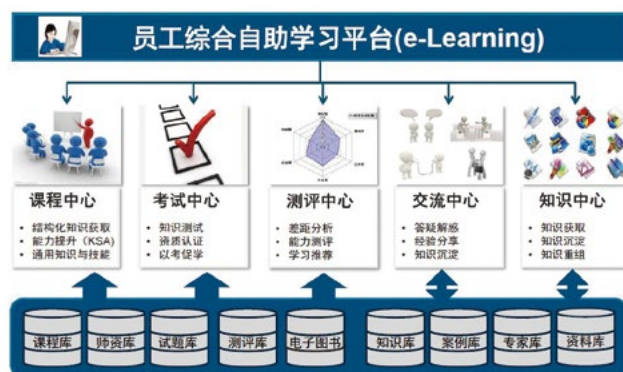 员工综合自助学习平台(e-Learning)
课程中心
• 结构化知识获取
• 能力提升（KSA）
• 通用知识与技能
考试中心
• 知识测试
• 资质认证
• 以考促学
测评中心
• 差距分析
• 能力测评
• 学习推荐
交流中心
• 答疑解惑
• 经验分享
• 知识沉淀
知识中心
• 知识获取
• 知识沉淀
• 知识重组
课程库
师资库
试题库
测评库
电子图书
知识库
案例库
专家库
资料库